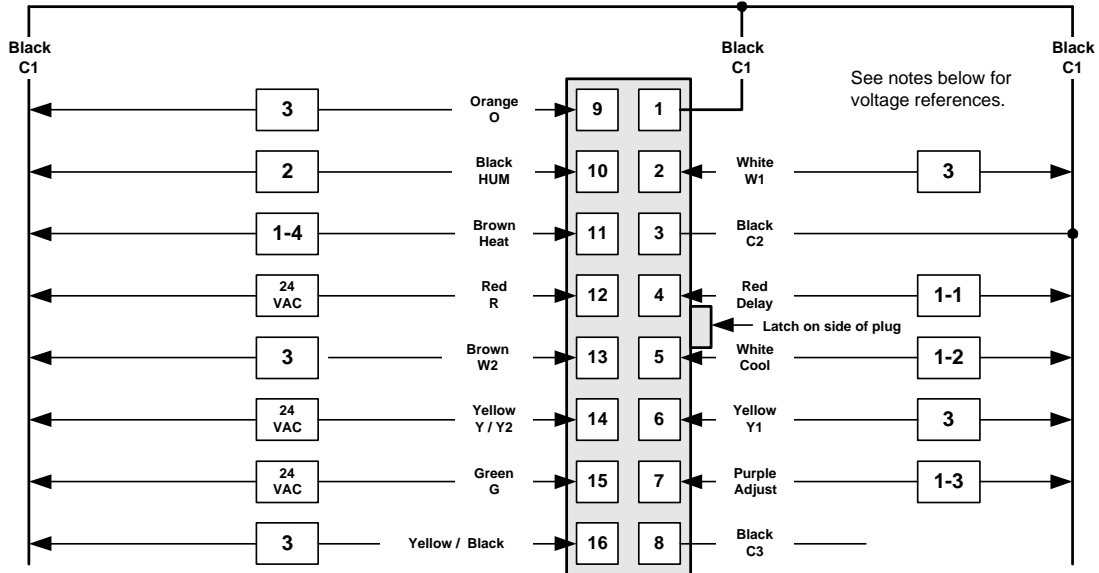 Black
C1
Black
C1
Black
C1
See notes below for
voltage references.
3
Orange
O
9
1
2
Black
HUM
10
2
White
W1
3
1-4
Brown
Heat
11
3
Black
C2
24
VAC
Red
R
12
4
Red
Delay
1-1
Latch on side of plug
3
Brown
W2
13
5
White
Cool
1-2
24
VAC
Yellow
Y / Y2
14
6
Yellow
Y1
3
24
VAC
Green
G
15
7
Purple
Adjust
1-3
3
Yellow / Black
16
8
Black
C3